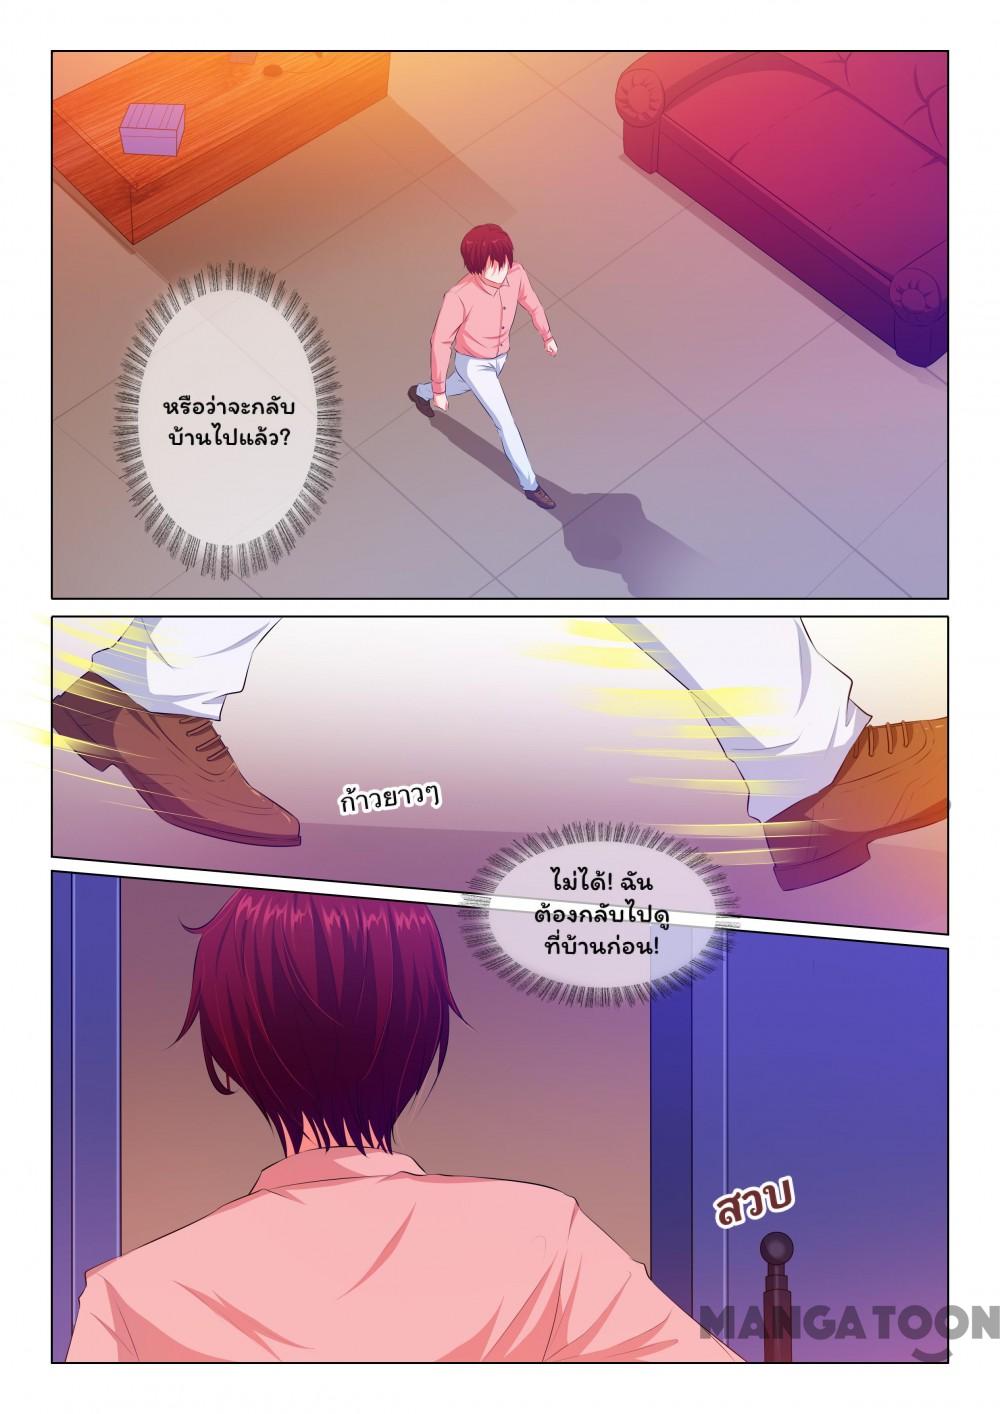 หรือว่าจะกลับ
บ้านไปแล้ว?
ก้าวยาวๆ
ไม่ได้! ฉัน
ต้องกลับไปดู
ที่บ้านก่อน!
สวบ
MANGATOON